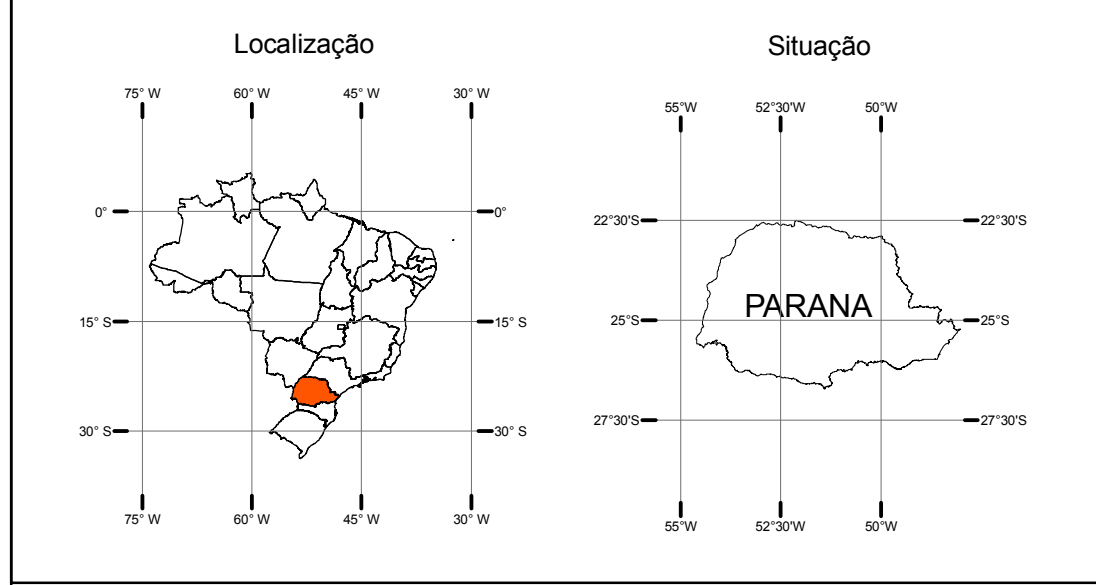 Localização
75° W 60° W 45° W 30° W
0° 0°
15° S 15° S
30° S 30° S
75° W 60° W 45° W 30° W
Situação
55°W 52°30'W 50°W
22°30'S 22°30'S
PARANA
25°S 25°S
27°30'S 27°30'S
55°W 52°30'W 50°W